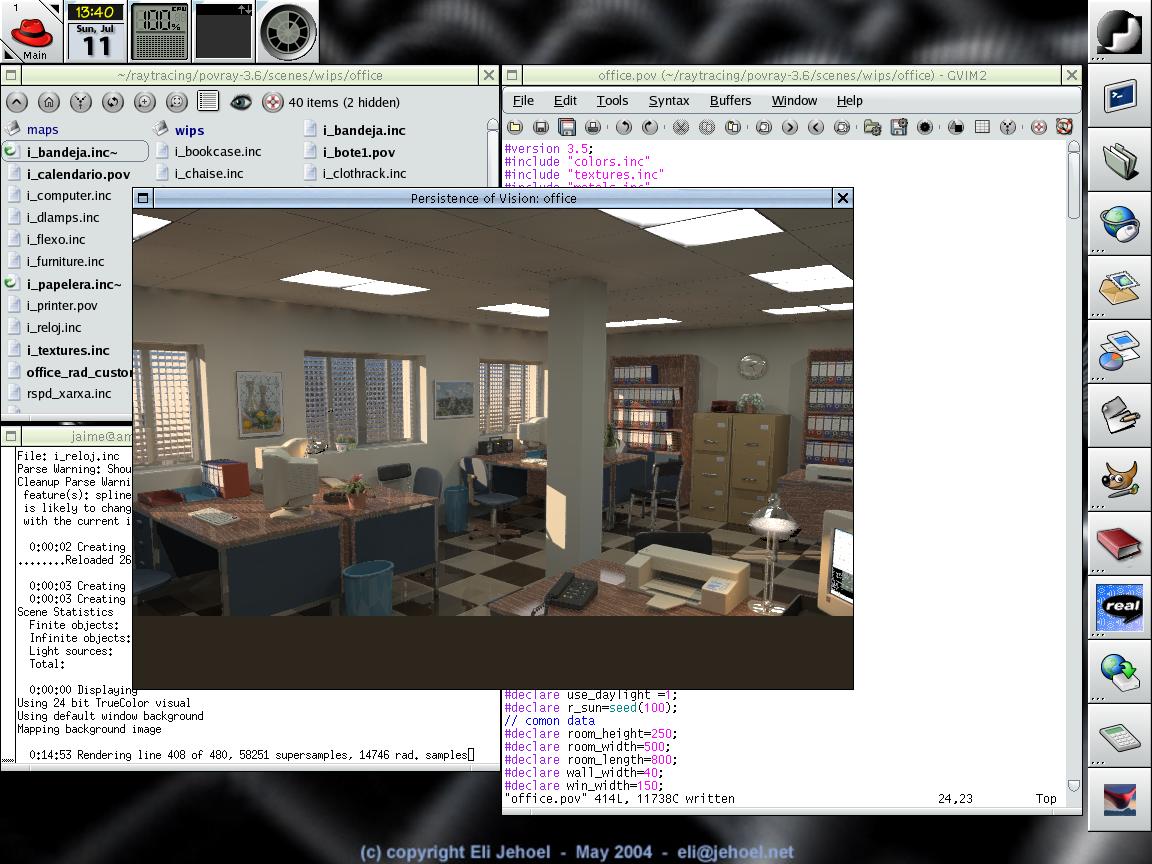 1
Main
13:40
Sun, Jul
11
CPU
100%
~/raytracing/povray-3.6/scenes/wips/office
40 items (2 hidden)
maps
wips
i_bandeja.inc
i_bandeja.inc~
i_bookcase.inc
i_bote1.pov
i_calendario.pov
i_chaise.inc
i_clothrack.inc
i_computer.inc
i_dlamps.inc
i_flexo.inc
i_furniture.inc
i_papelera.inc~
i_printer.pov
i_reloj.inc
i_textures.inc
office_rad_custo
rspd_xarxa.inc
office.pov (~/raytracing/povray-3.6/scenes/wips/office) - GVIM2
File Edit Tools Syntax Buffers Window Help
#version 3.5;
#include "colors.inc"
#include "textures.inc"
#include "metals.inc"
Persistence of Vision: office
jaime@am
File: i_reloj.inc
Parse Warning: Shou
Cleanup Parse Warni
feature(s): spline
is likely to chang
with the current i
0:00:02 Creating
........Reloaded 26
0:00:03 Creating
0:00:03 Creating
Scene Statistics
Finite objects:
Infinite objects:
Light sources:
Total:
0:00:00 Displaying
Using 24 bit TrueColor visual
Using default window background
Mapping background image
0:14:53 Rendering line 408 of 480, 58251 supersamples, 14746 rad. samples
#declare use_daylight =1;
#declare r_sun=seed(100);
// comon data
#declare room_height=250;
#declare room_width=500;
#declare room_length=800;
#declare wall_width=40;
#declare win_width=150;
"office.pov" 414L, 11738C written 24,23 Top
real
(c) copyright Eli Jehoel - May 2004 - eli@jehoel.net